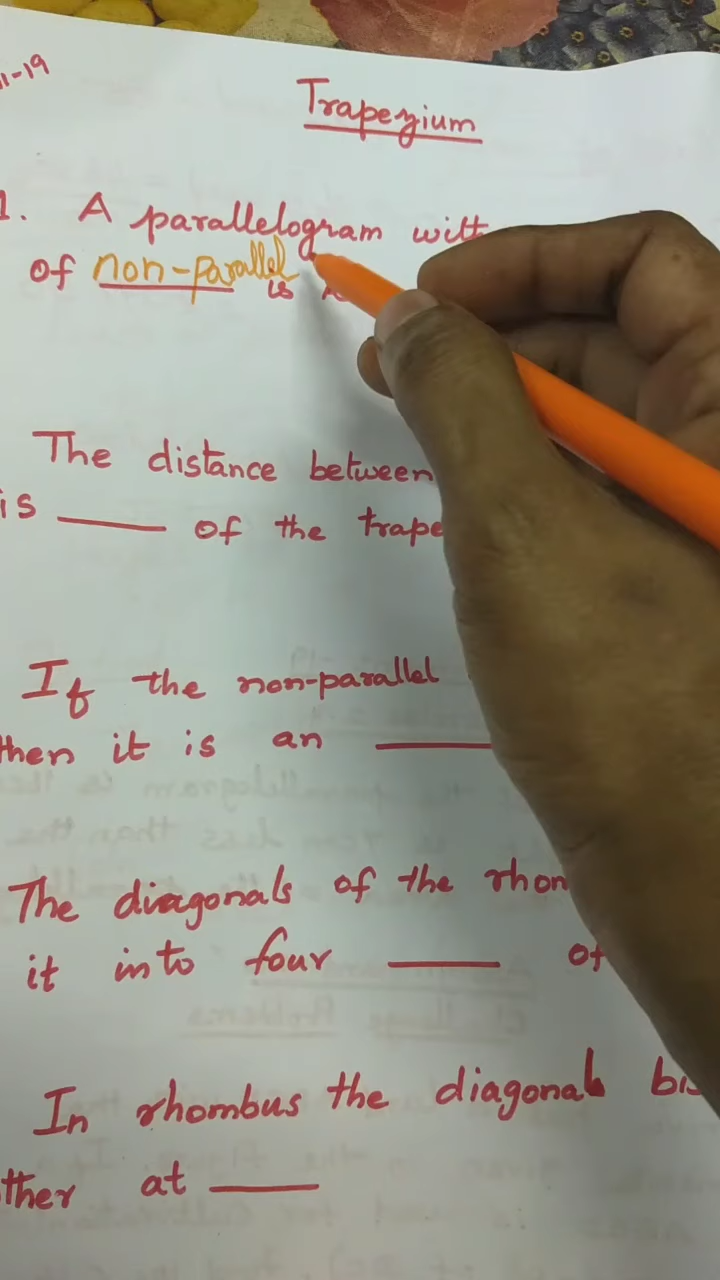 11-19
Trapezium
1. A parallelogram with
of non-parallel is
The distance between
is ____ of the trape
If the non-parallel
then it is an ____
The diagonals of the rhom
it into four ____ of
In rhombus the diagonals bis
ther at ____